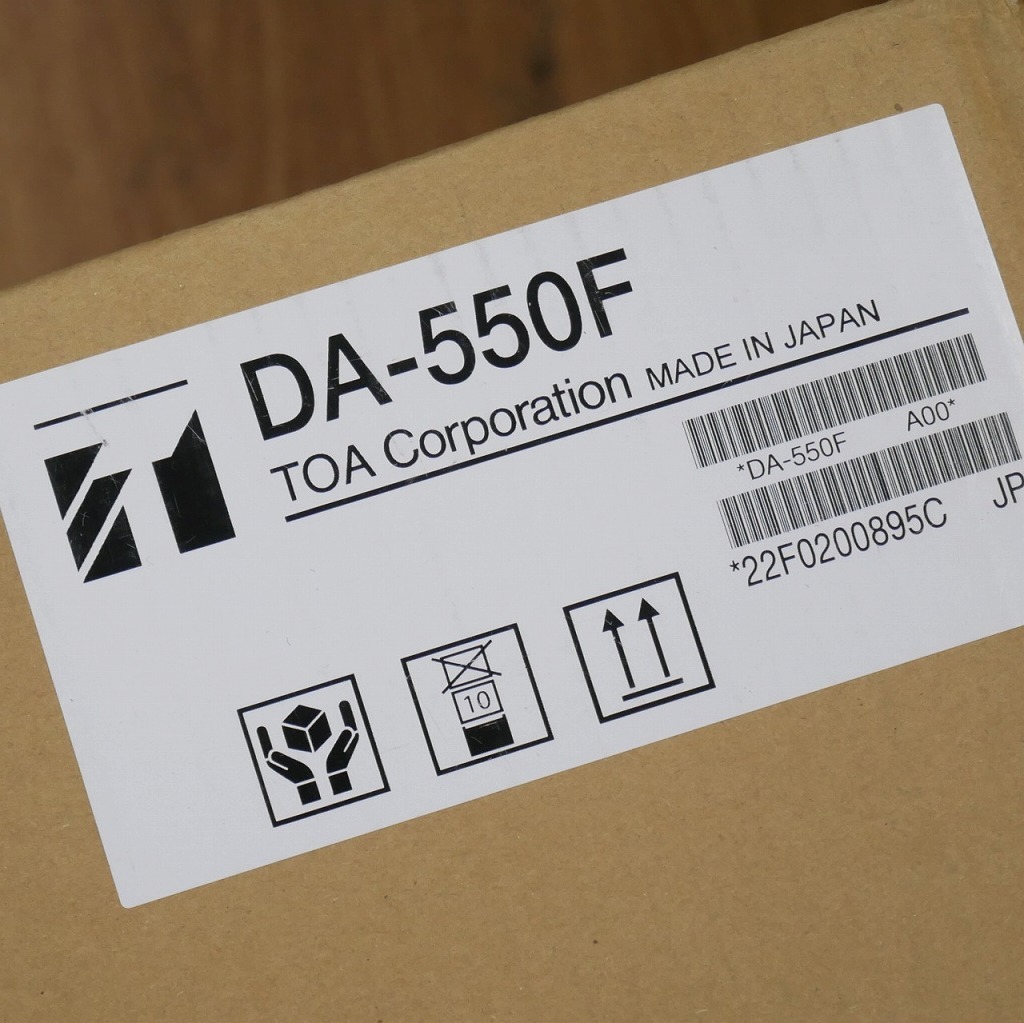 DA-550F
TOA Corporation MADE IN JAPAN
*DA-550F A00*
*22F0200895C JP
10